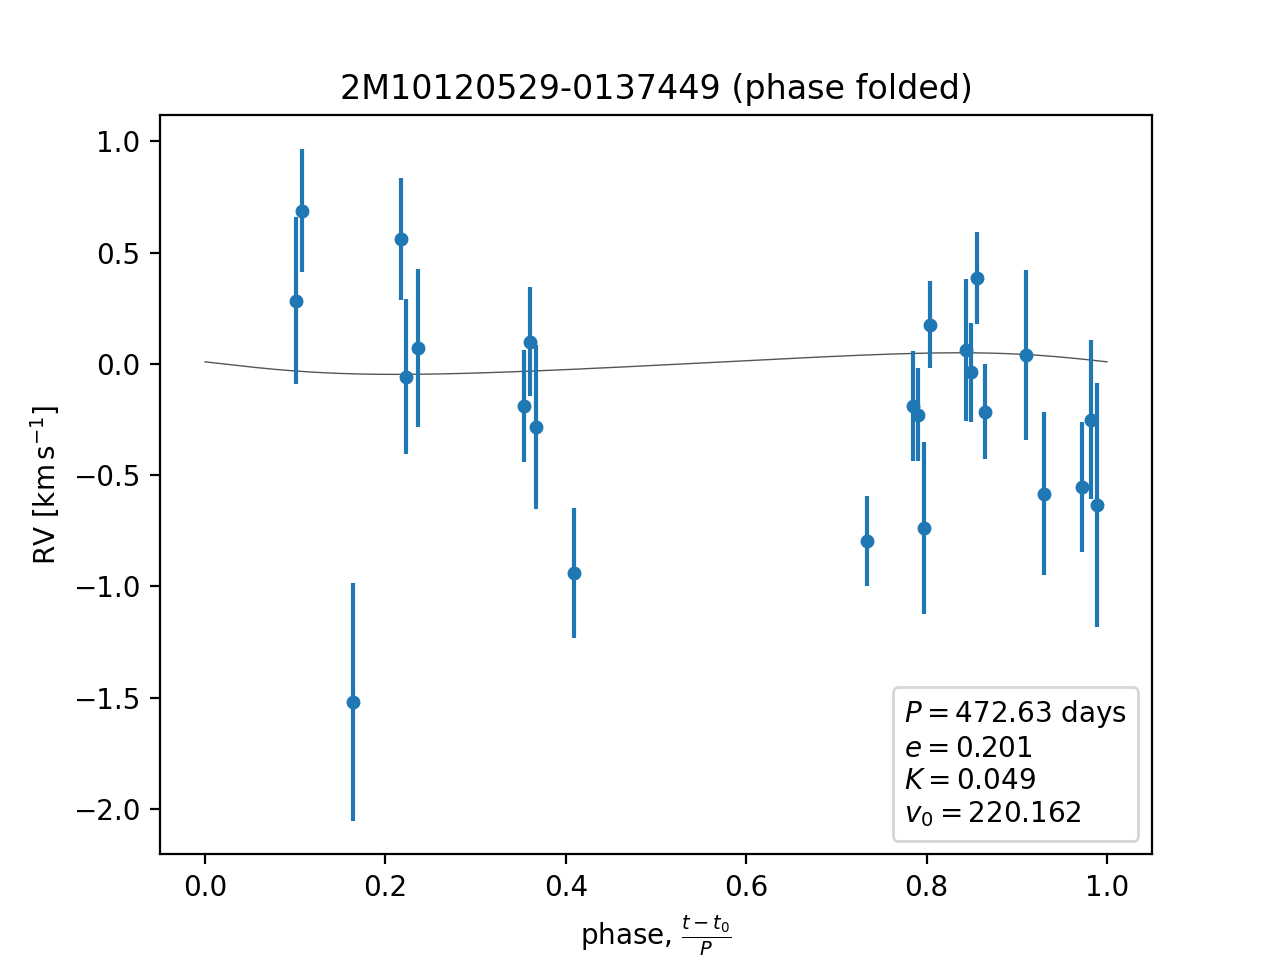 2M10120529-0137449 (phase folded)
1.0
0.5
0.0
−0.5
−1.0
−1.5
−2.0
RV [km s⁻¹]
P = 472.63 days
e = 0.201
K = 0.049
v₀ = 220.162
0.0 0.2 0.4 0.6 0.8 1.0
phase, (t − t₀)/P